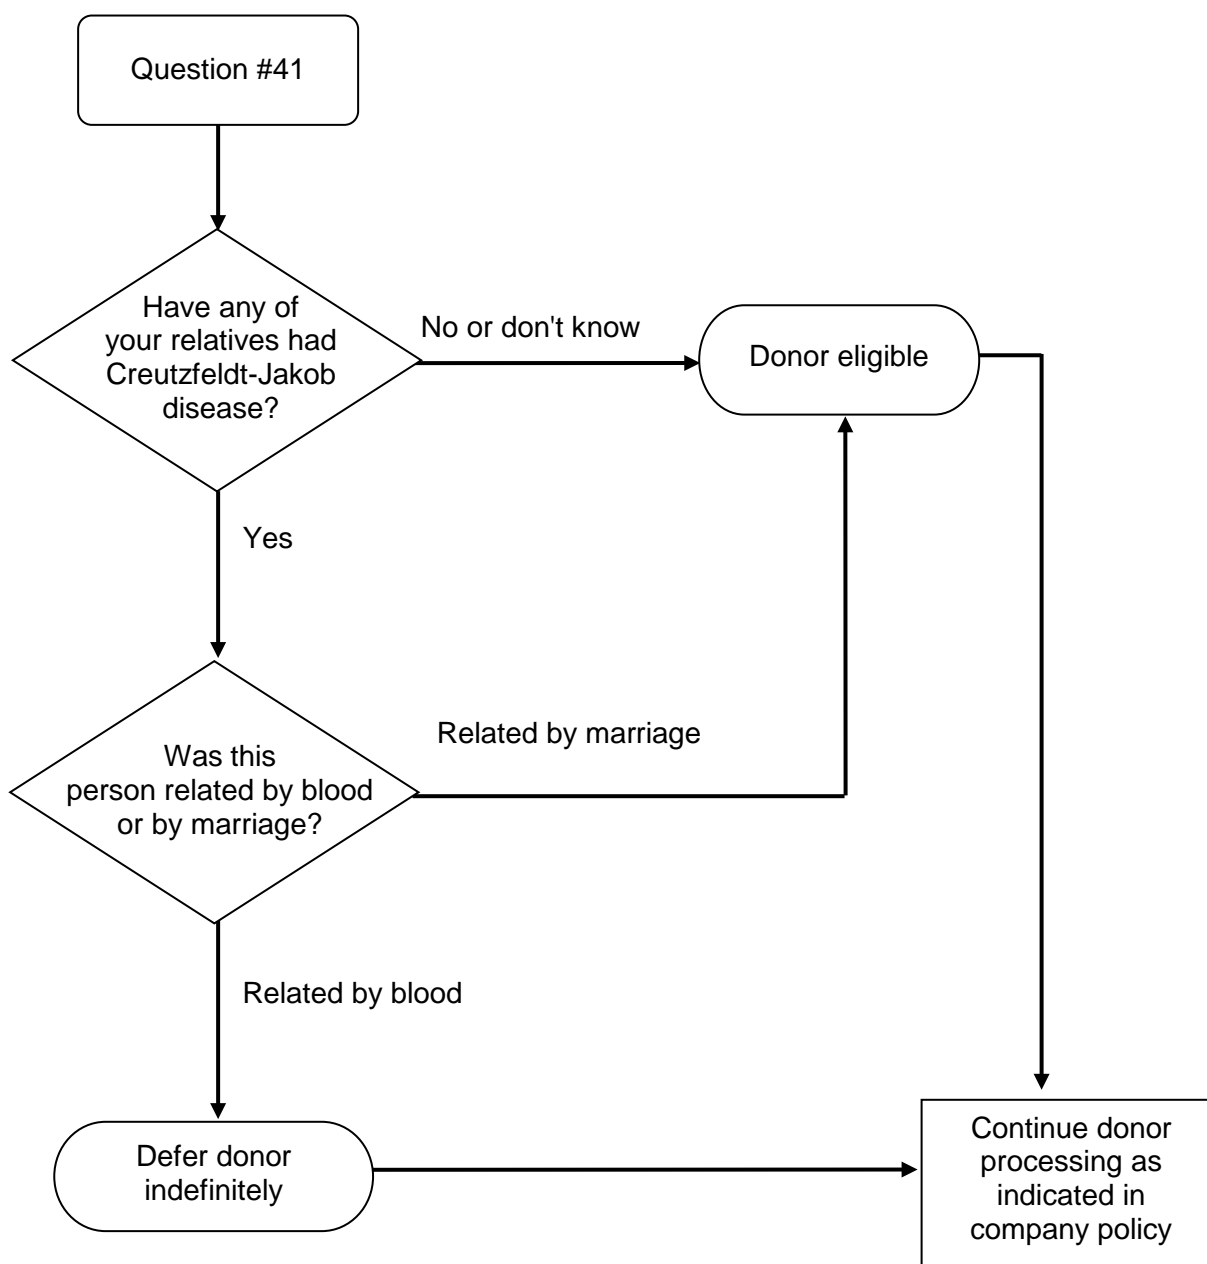 Question #41
Have any of
your relatives had
Creutzfeldt-Jakob
disease?
No or don't know
Donor eligible
Yes
Was this
person related by blood
or by marriage?
Related by marriage
Related by blood
Defer donor
indefinitely
Continue donor
processing as
indicated in
company policy